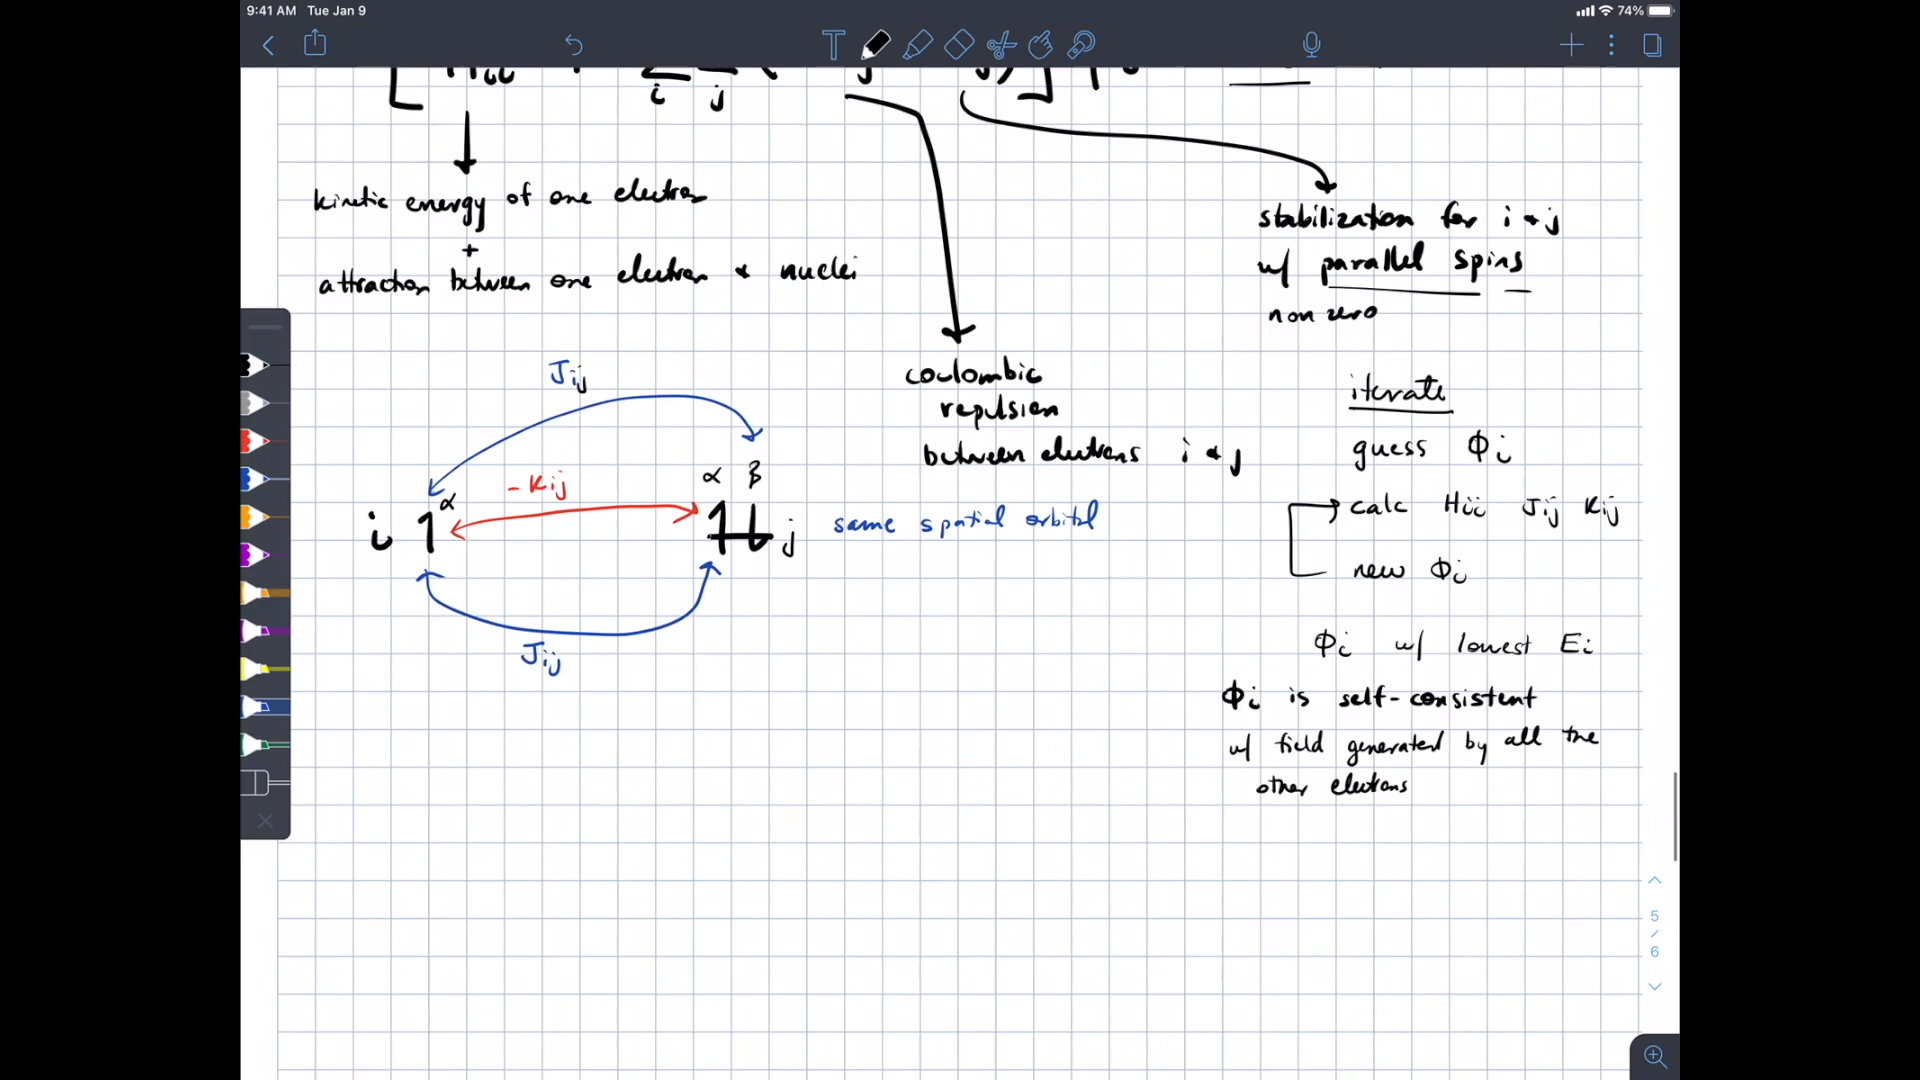 9:41 AM Tue Jan 9
74%
i j
kinetic energy of one electron
+
attraction between one electron & nuclei
stabilization for i & j
w/ parallel spins
non zero
coulombic
repulsion
between electrons i & j
Jij
α β
-Kij
i 1 α
j same spatial orbital
Jij
iterate
guess Φi
calc Hii Jij Kij
new Φi
Φi w/ lowest Ei
Φi is self-consistent
w/ field generated by all the
other electrons
5
/
6